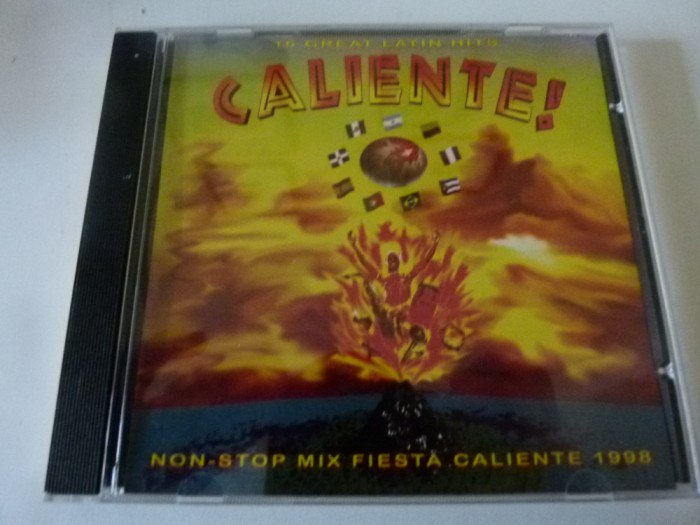 16 GREAT LATIN HITS
CALIENTE!
NON-STOP MIX FIESTA CALIENTE 1998